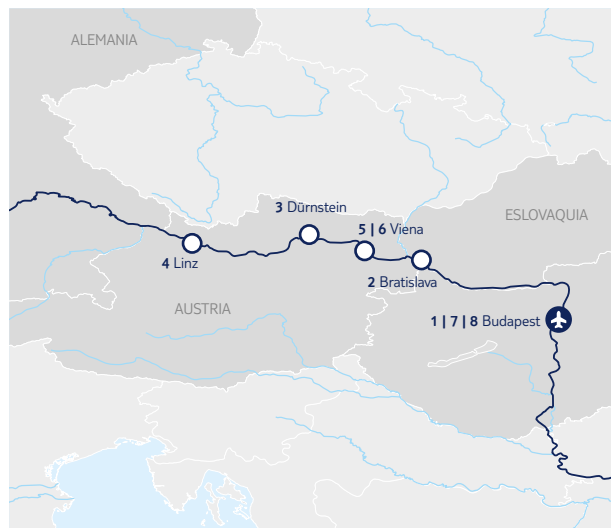 ALEMANIA
3 Dürnstein
ESLOVAQUIA
5 | 6 Viena
4 Linz
2 Bratislava
AUSTRIA
1 | 7 | 8 Budapest